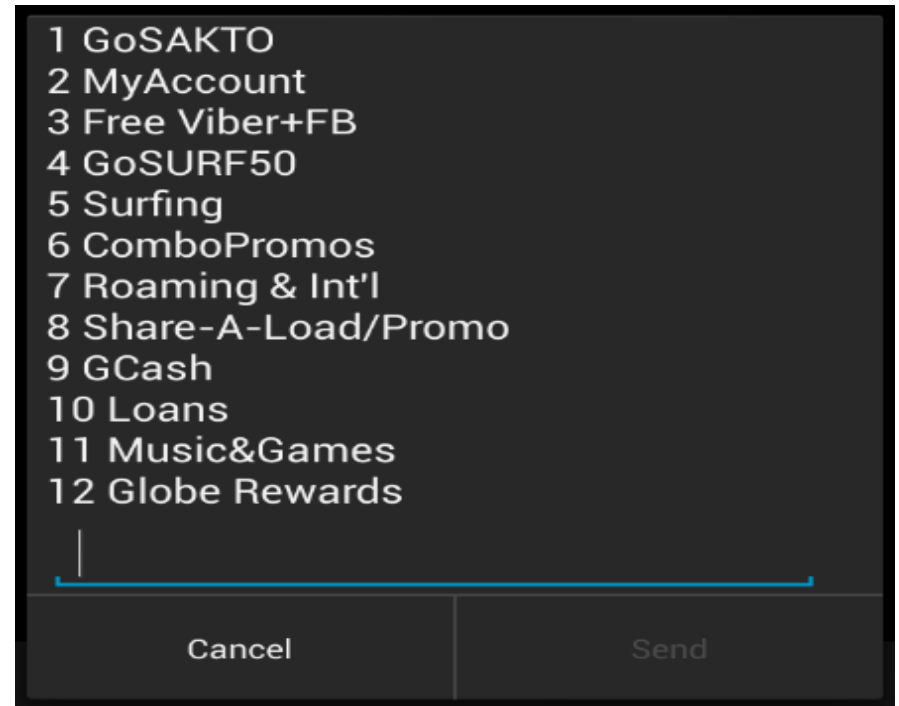 1 GoSAKTO
2 MyAccount
3 Free Viber+FB
4 GoSURF50
5 Surfing
6 ComboPromos
7 Roaming & Int'l
8 Share-A-Load/Promo
9 GCash
10 Loans
11 Music&Games
12 Globe Rewards
Cancel Send